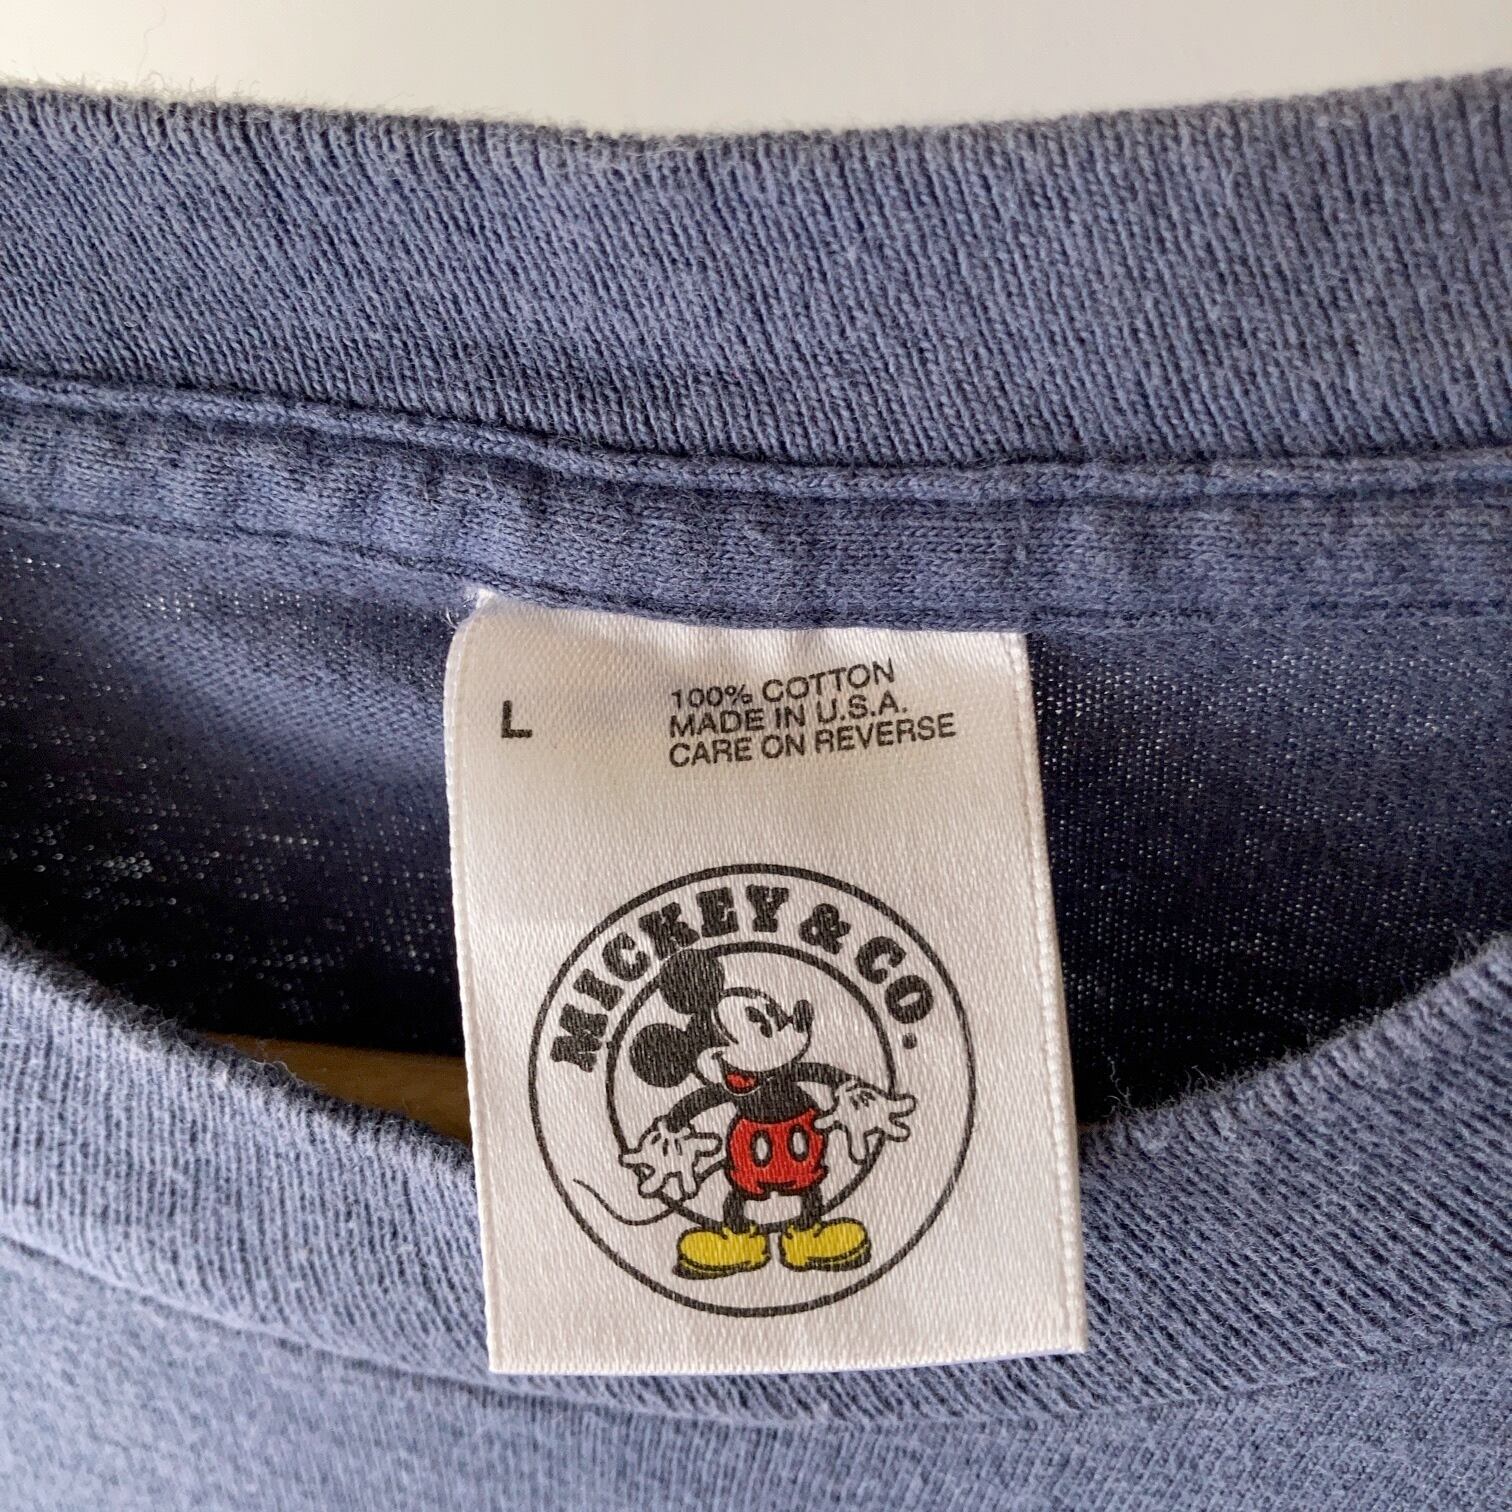 L
100% COTTON
MADE IN U.S.A.
CARE ON REVERSE
MICKEY & CO.